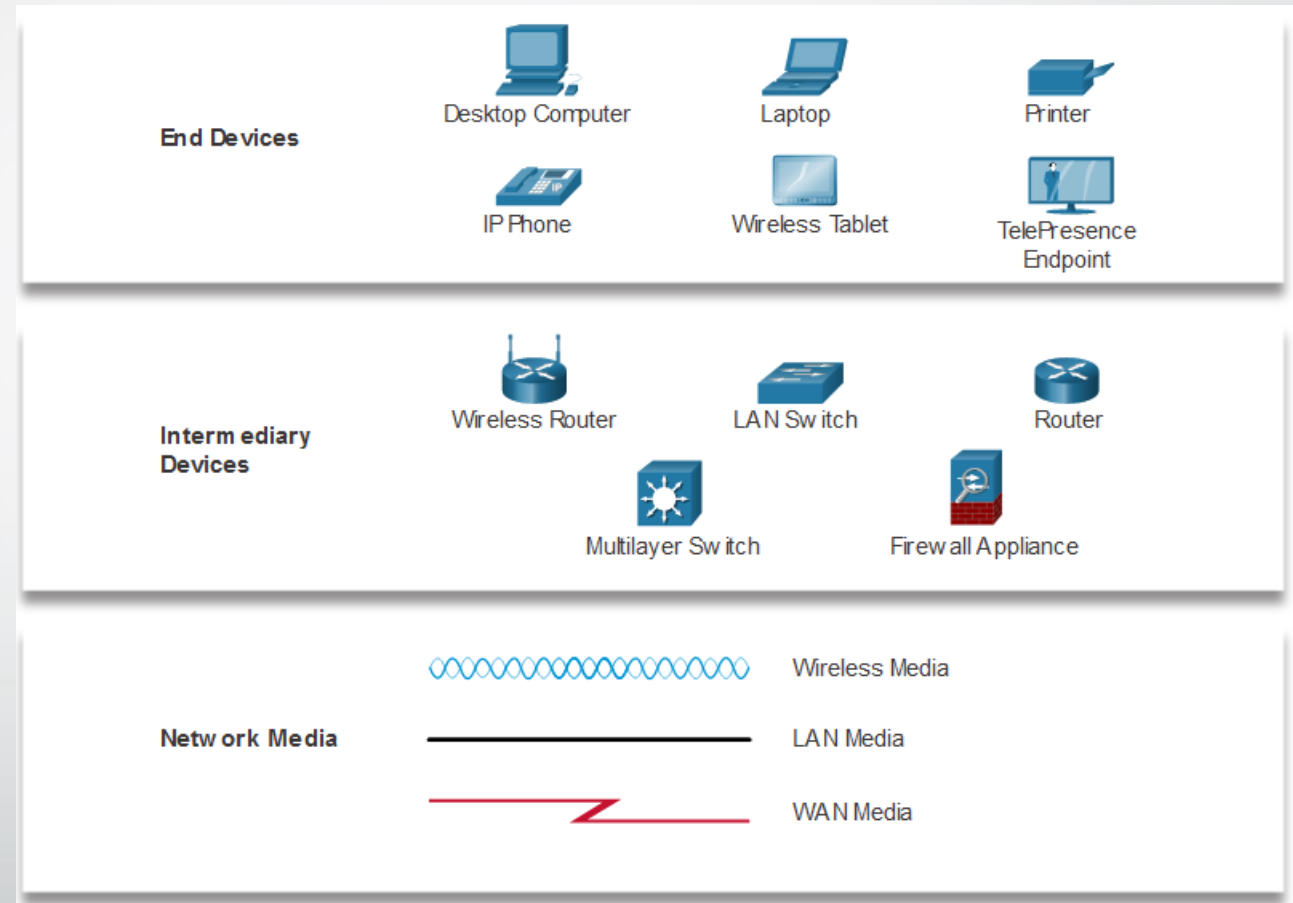 End Devices
Desktop Computer
Laptop
Printer
IP
IP Phone
Wireless Tablet
TelePresence
Endpoint
Intermediary
Devices
Wireless Router
LAN Switch
Router
Multilayer Switch
Firewall Appliance
Network Media
Wireless Media
LAN Media
WAN Media